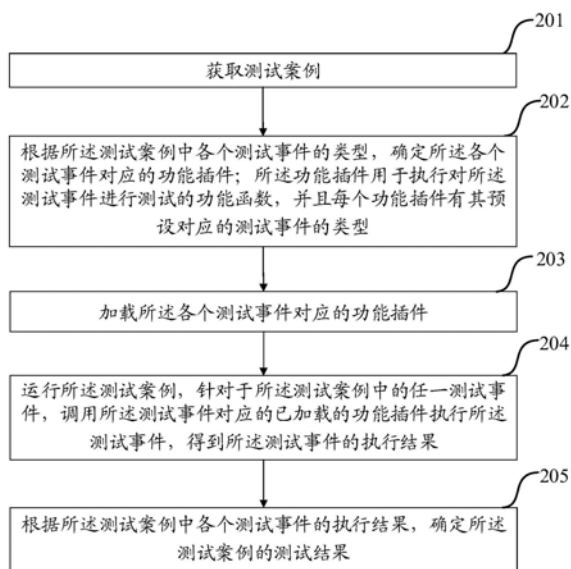 201
获取测试案例
202
根据所述测试案例中各个测试事件的类型，确定所述各个
测试事件对应的功能插件；所述功能插件用于执行对所述
测试事件进行测试的功能函数，并且每个功能插件有其预
设对应的测试事件的类型
203
加载所述各个测试事件对应的功能插件
204
运行所述测试案例，针对于所述测试案例中的任一测试事
件，调用所述测试事件对应的已加载的功能插件执行所述
测试事件，得到所述测试事件的执行结果
205
根据所述测试案例中各个测试事件的执行结果，确定所述
测试案例的测试结果